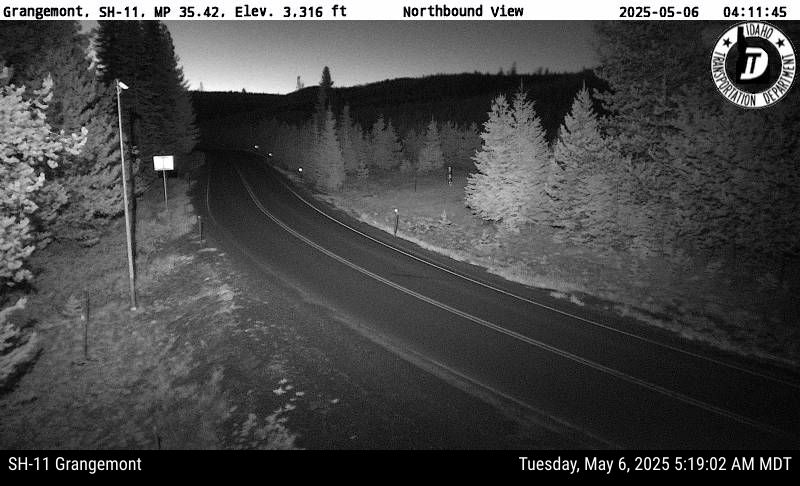 Grangemont, SH-11, MP 35.42, Elev. 3,316 ft Northbound View 2025-05-06 04:11:45
IDAHO
TRANSPORTATION DEPARTMENT
SH-11 Grangemont Tuesday, May 6, 2025 5:19:02 AM MDT